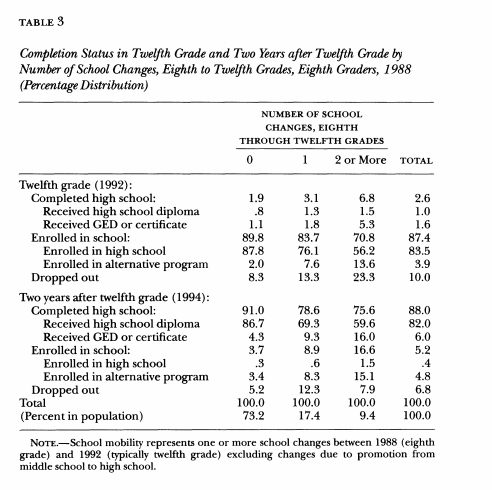 TABLE 3
Completion Status in Twelfth Grade and Two Years after Twelfth Grade by
Number of School Changes, Eighth to Twelfth Grades, Eighth Graders, 1988
(Percentage Distribution)
NUMBER OF SCHOOL
CHANGES, EIGHTH
THROUGH TWELFTH GRADES
0 1 2 or More TOTAL
Twelfth grade (1992):
Completed high school: 1.9 3.1 6.8 2.6
Received high school diploma .8 1.3 1.5 1.0
Received GED or certificate 1.1 1.8 5.3 1.6
Enrolled in school: 89.8 83.7 70.8 87.4
Enrolled in high school 87.8 76.1 56.2 83.5
Enrolled in alternative program 2.0 7.6 13.6 3.9
Dropped out 8.3 13.3 23.3 10.0
Two years after twelfth grade (1994):
Completed high school: 91.0 78.6 75.6 88.0
Received high school diploma 86.7 69.3 59.6 82.0
Received GED or certificate 4.3 9.3 16.0 6.0
Enrolled in school: 3.7 8.9 16.6 5.2
Enrolled in high school .3 .6 1.5 .4
Enrolled in alternative program 3.4 8.3 15.1 4.8
Dropped out 5.2 12.3 7.9 6.8
Total 100.0 100.0 100.0 100.0
(Percent in population) 73.2 17.4 9.4 100.0
NOTE.—School mobility represents one or more school changes between 1988 (eighth
grade) and 1992 (typically twelfth grade) excluding changes due to promotion from
middle school to high school.